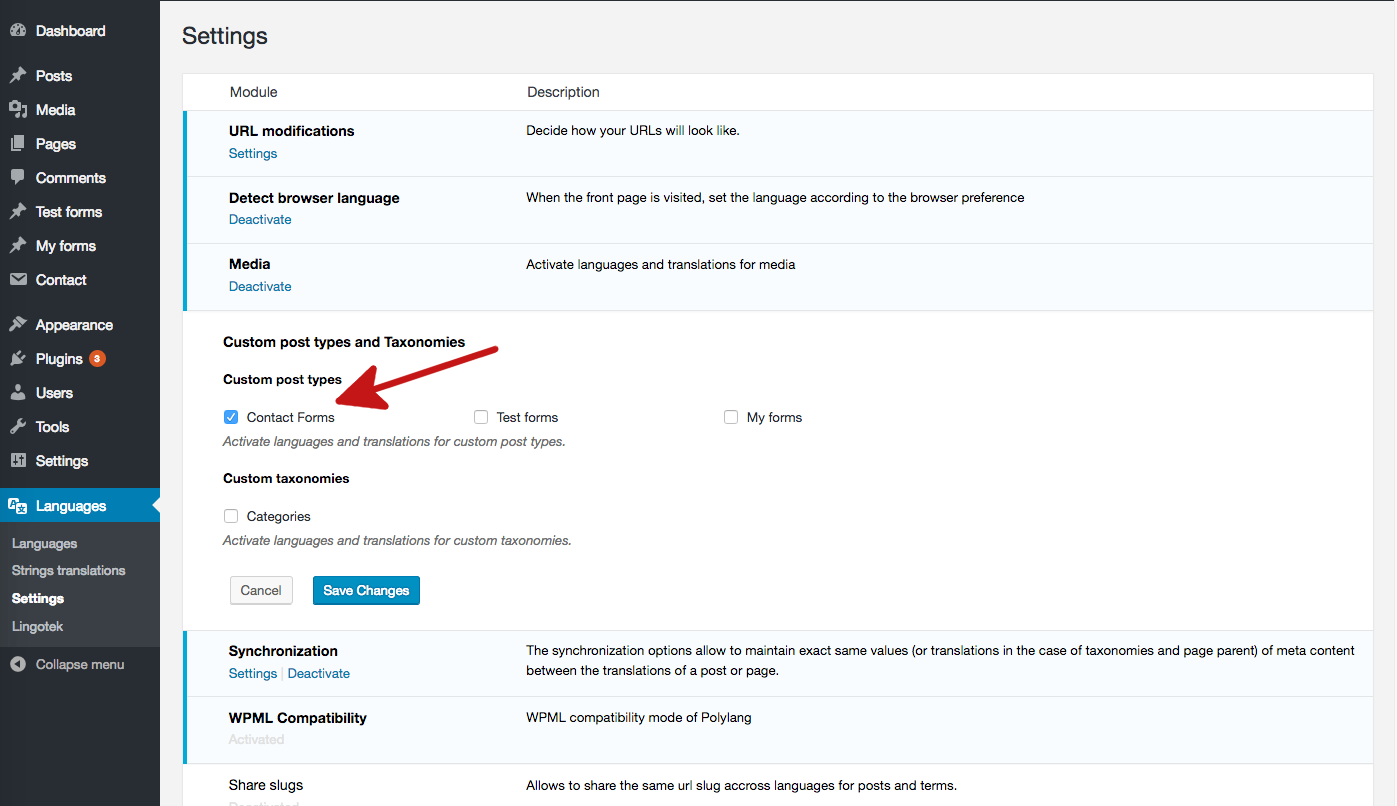 Dashboard
Posts
Media
Pages
Comments
Test forms
My forms
Contact
Appearance
Plugins 3
Users
Tools
Settings
Languages
Languages
Strings translations
Settings
Lingotek
Collapse menu
Settings
Module Description
URL modifications Decide how your URLs will look like.
Settings
Detect browser language When the front page is visited, set the language according to the browser preference
Deactivate
Media Activate languages and translations for media
Deactivate
Custom post types and Taxonomies
Custom post types
Contact Forms Test forms My forms
Activate languages and translations for custom post types.
Custom taxonomies
Categories
Activate languages and translations for custom taxonomies.
Cancel Save Changes
Synchronization The synchronization options allow to maintain exact same values (or translations in the case of taxonomies and page parent) of meta content
Settings | Deactivate between the translations of a post or page.
WPML Compatibility WPML compatibility mode of Polylang
Activated
Share slugs Allows to share the same url slug accross languages for posts and terms.
Deactivated